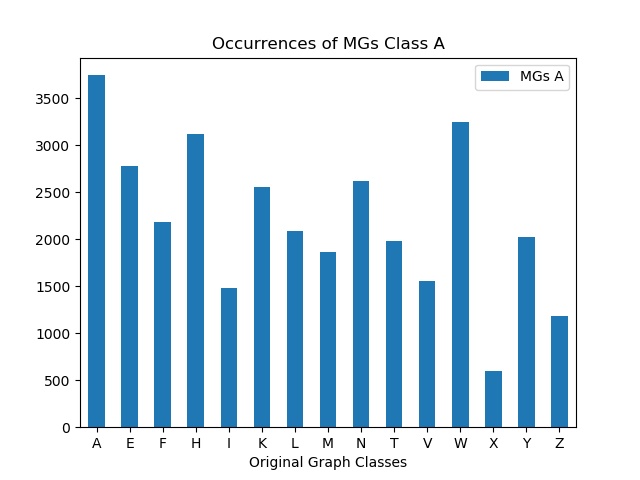 Occurrences of MGs Class A
MGs A
3500
3000
2500
2000
1500
1000
500
0
A E F H I K L M N T V W X Y Z
Original Graph Classes